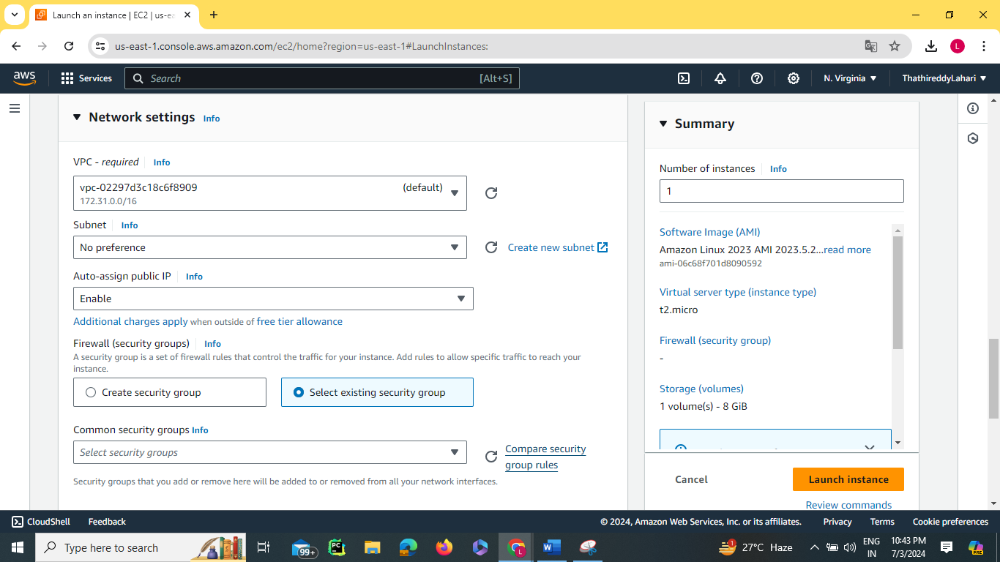 Launch an instance | EC2 | us-ea
us-east-1.console.aws.amazon.com/ec2/home?region=us-east-1#LaunchInstances:
L
aws
Services
Search
[Alt+S]
N. Virginia
ThathireddyLahari
Network settings Info
VPC - required Info
vpc-02297d3c18c6f8909 (default)
172.31.0.0/16
Subnet Info
No preference
Create new subnet
Auto-assign public IP Info
Enable
Additional charges apply when outside of free tier allowance
Firewall (security groups) Info
A security group is a set of firewall rules that control the traffic for your instance. Add rules to allow specific traffic to reach your
instance.
Create security group
Select existing security group
Common security groups Info
Select security groups
Compare security
group rules
Security groups that you add or remove here will be added to or removed from all your network interfaces.
Summary
Number of instances Info
1
Software Image (AMI)
Amazon Linux 2023 AMI 2023.5.2...read more
ami-06c68f701d8090592
Virtual server type (instance type)
t2.micro
Firewall (security group)
-
Storage (volumes)
1 volume(s) - 8 GiB
Cancel
Launch instance
Review commands
CloudShell
Feedback
© 2024, Amazon Web Services, Inc. or its affiliates.
Privacy
Terms
Cookie preferences
Type here to search
99+
PC
L
W
27°C Haze
ENG
IN
10:43 PM
7/3/2024
PRE